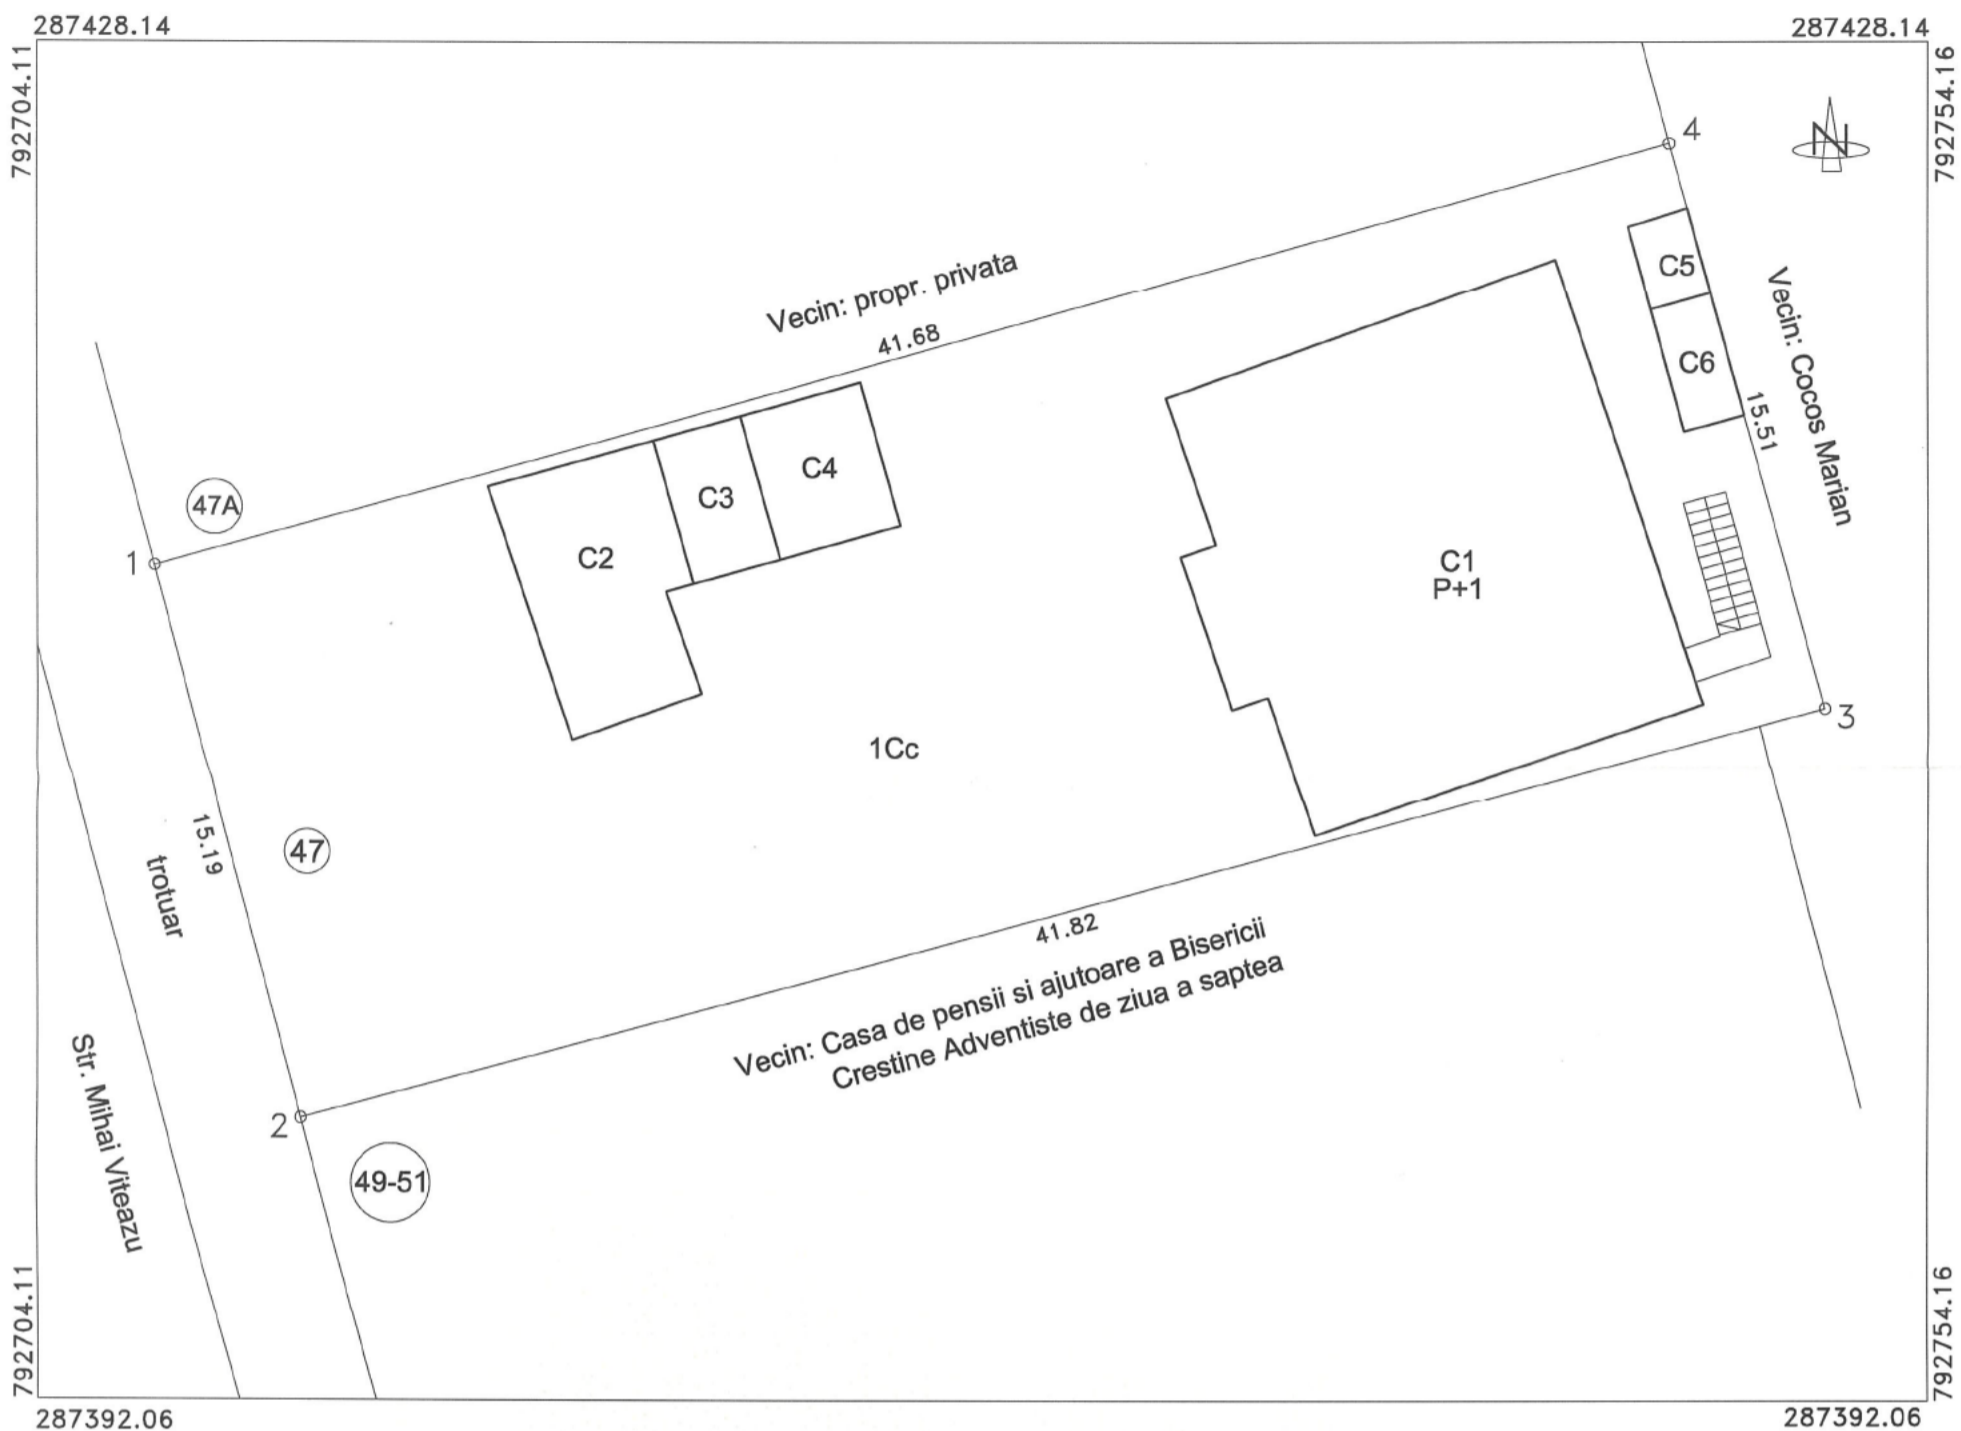 287428.14
287428.14
792704.11
792754.16
4
N
Vecin: propr. privata
41.68
C5
C6
Vecin: Cocos Marian
15.51
47A
1
C2
C3
C4
C1
P+1
3
1Cc
15.19
47
trotuar
41.82
Vecin: Casa de pensii si ajutoare a Bisericii
Crestine Adventiste de ziua a saptea
Str. Mihai Viteazu
2
49-51
792704.11
792754.16
287392.06
287392.06